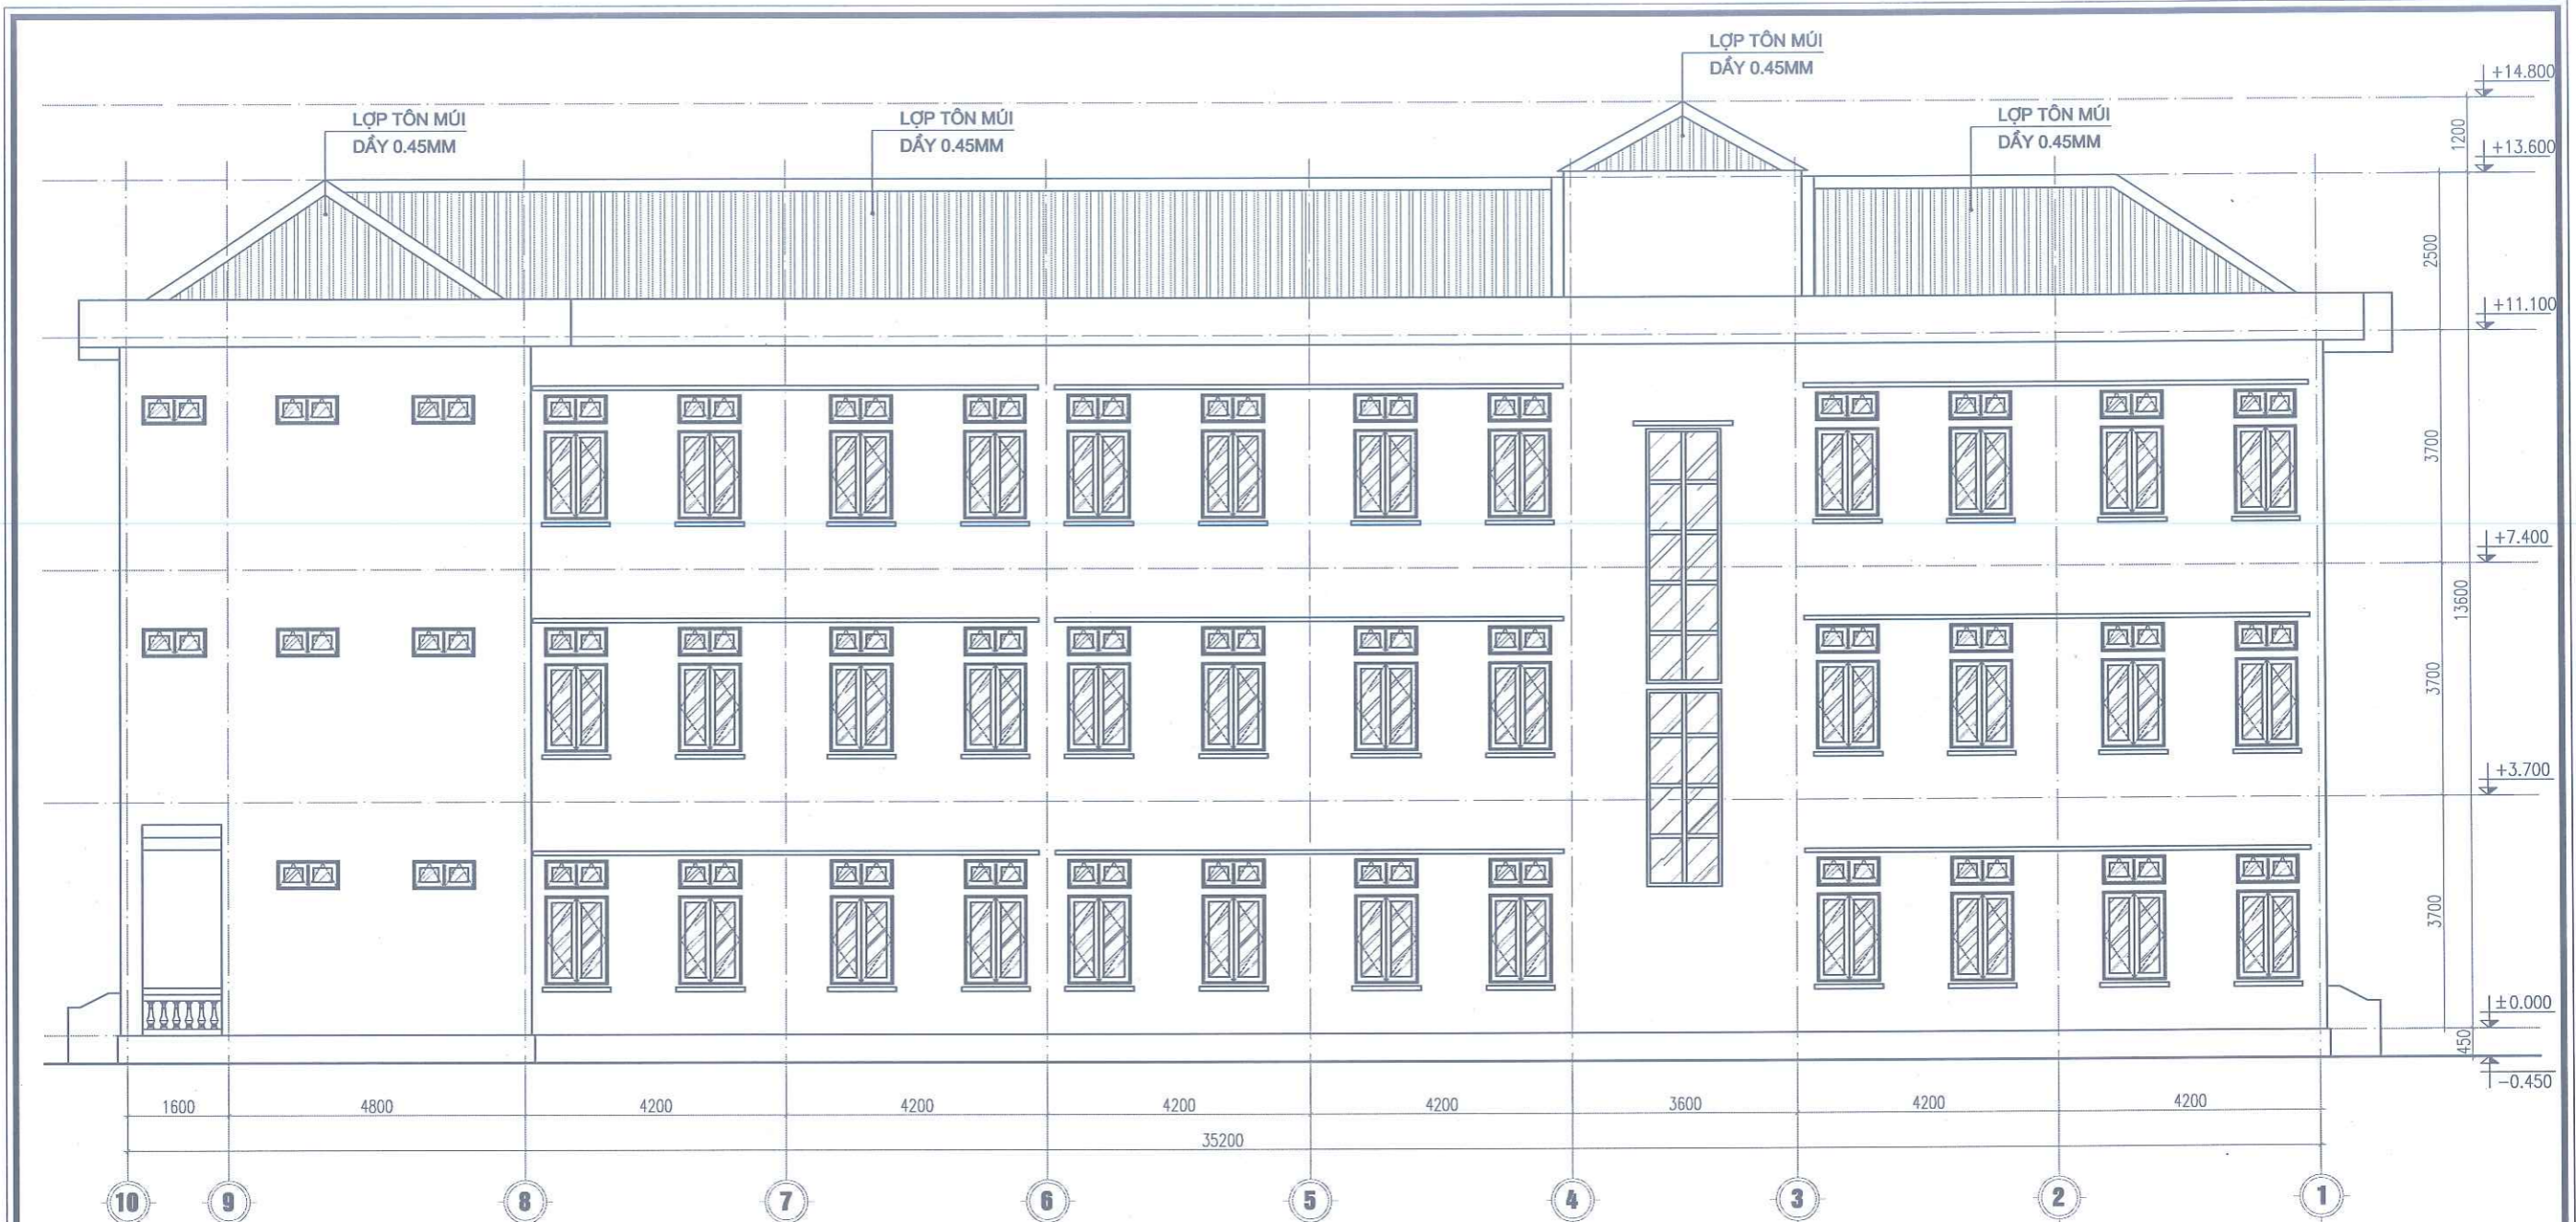 LỢP TÔN MÚI
DẦY 0.45MM
LỢP TÔN MÚI
DẦY 0.45MM
LỢP TÔN MÚI
DẦY 0.45MM
LỢP TÔN MÚI
DẦY 0.45MM
+14.800
1200
+13.600
2500
+11.100
3700
+7.400
13600
3700
+3.700
3700
±0.000
450
-0.450
1600 4800 4200 4200 4200 4200 3600 4200 4200
35200
10 9 8 7 6 5 4 3 2 1